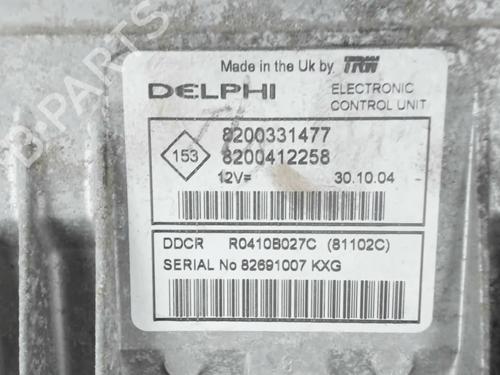 Made in the Uk by TRW
DELPHI
ELECTRONIC
CONTROL UNIT
153
8200331477
8200412258
12V=
30.10.04
DDCR R0410B027C (81102C)
SERIAL No 82691007 KXG
B-PARTS